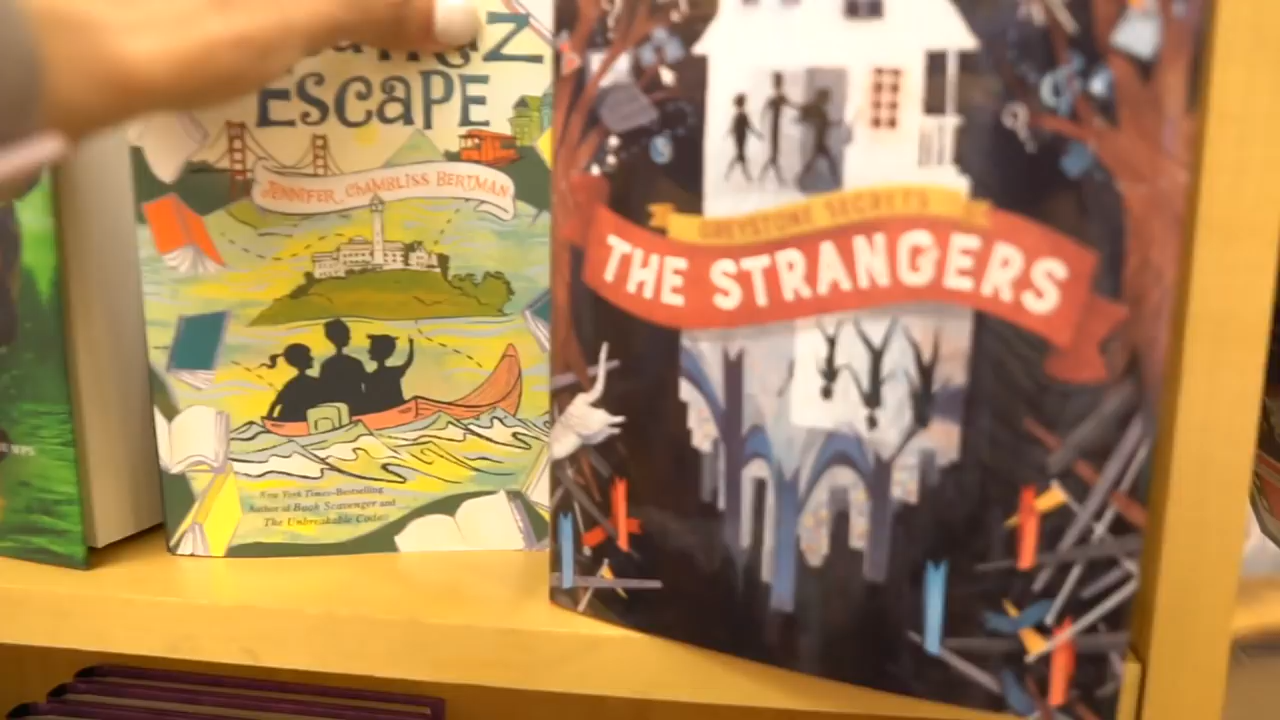 ESCAPE
JENNIFER CHAMBLISS BERTMAN
New York Times-Bestselling
Author of Book Scavenger and
The Unbreakable Code
GREYSTONE SECRETS
THE STRANGERS